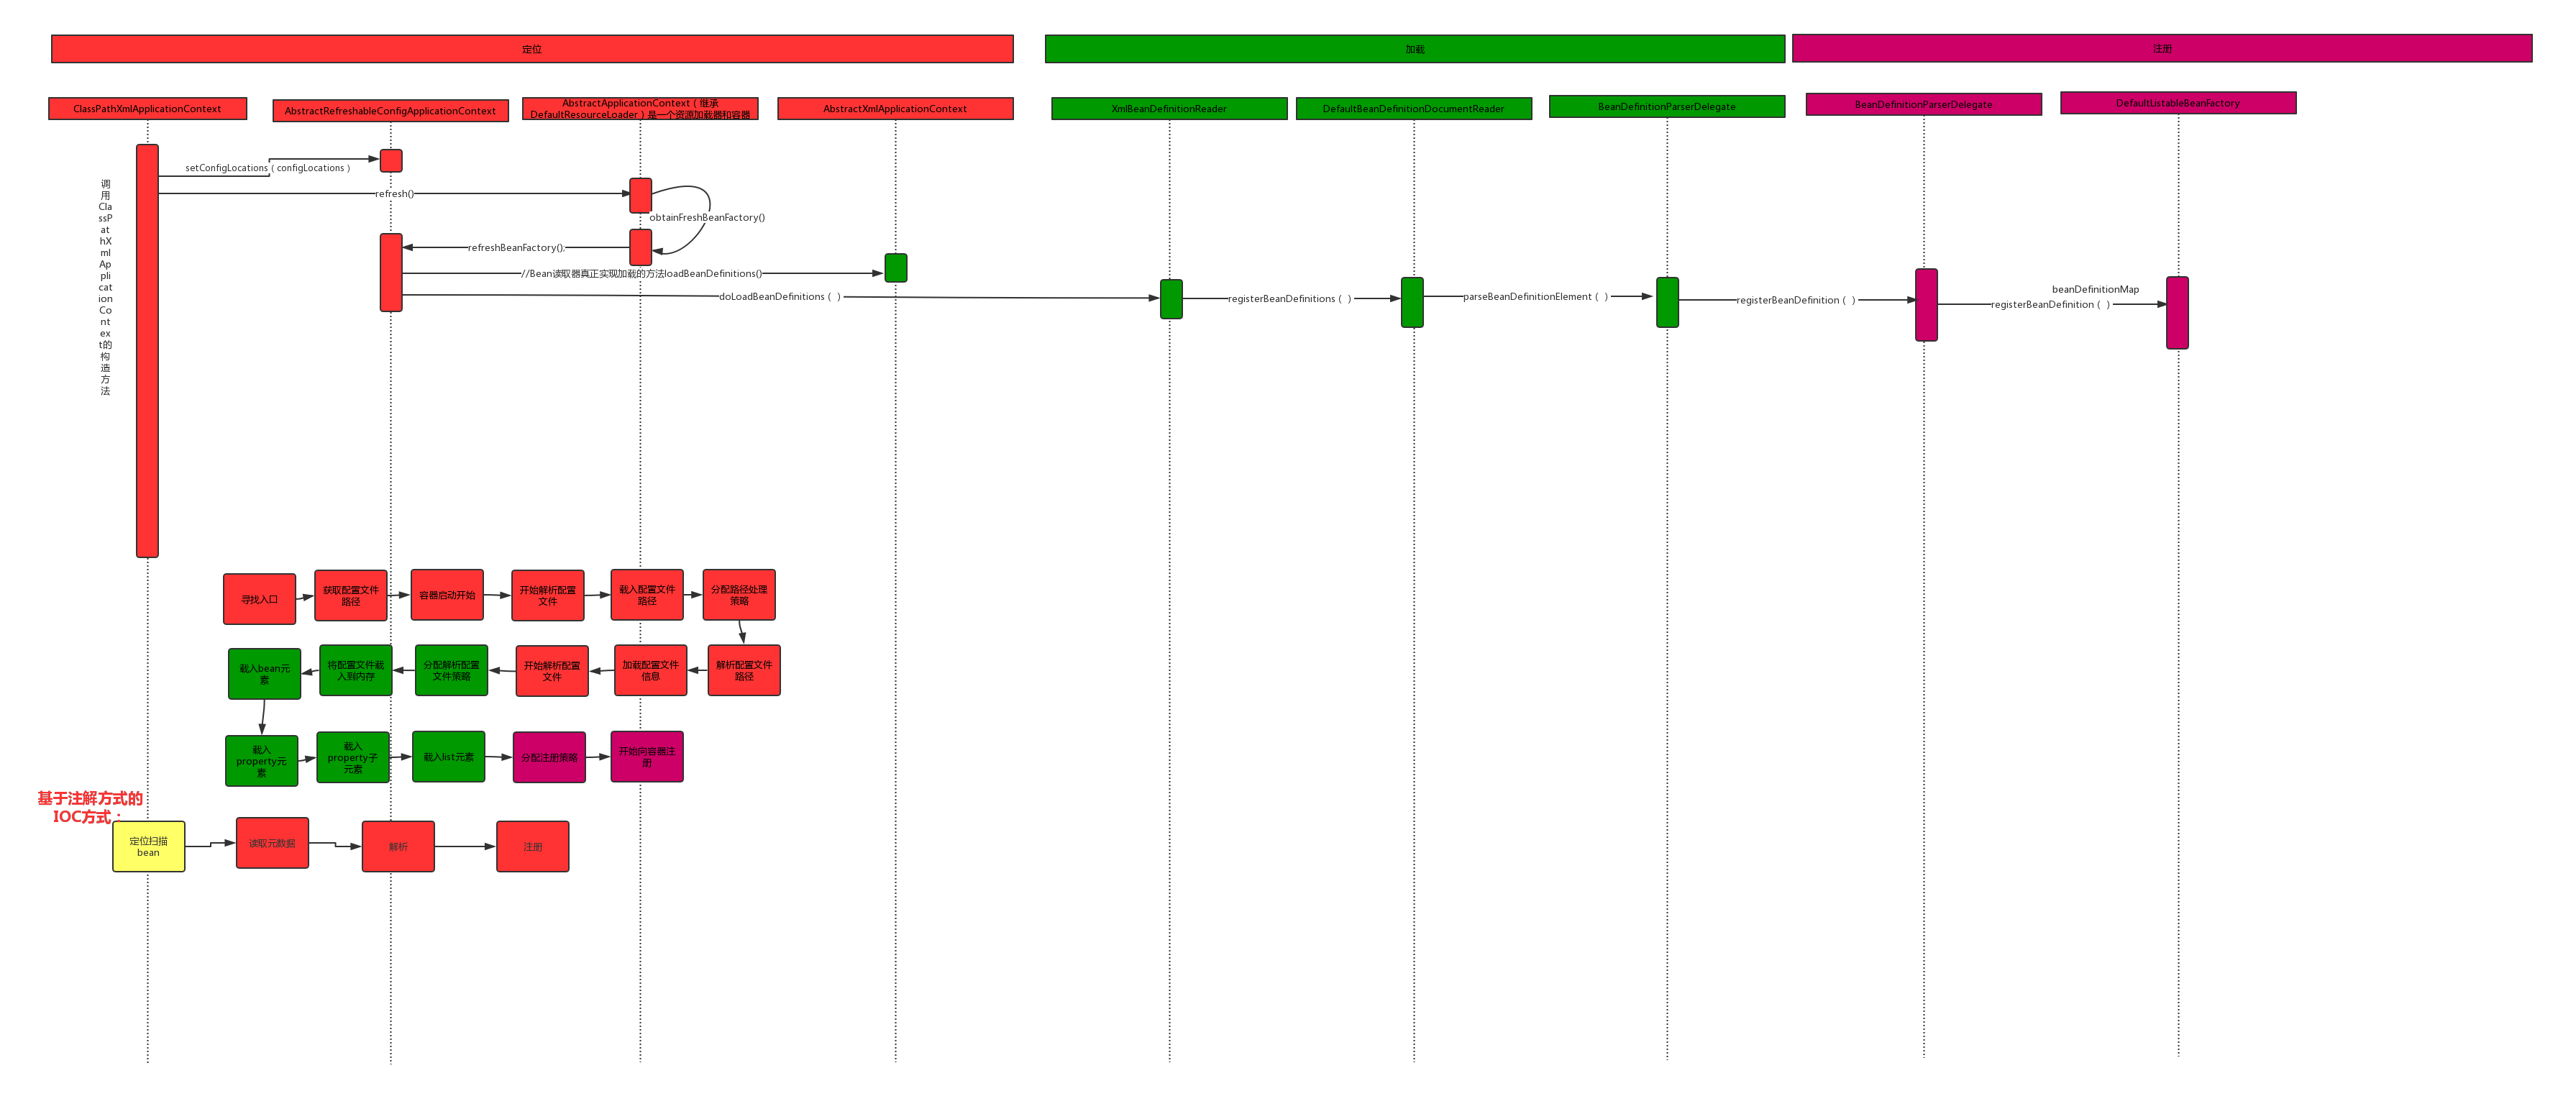 定位
加载
注册
ClassPathXmlApplicationContext
AbstractRefreshableConfigApplicationContext
AbstractApplicationContext（继承
DefaultResourceLoader）是一个资源加载器和容器
AbstractXmlApplicationContext
XmlBeanDefinitionReader
DefaultBeanDefinitionDocumentReader
BeanDefinitionParserDelegate
BeanDefinitionParserDelegate
DefaultListableBeanFactory
调
用
Cla
ssP
at
hX
ml
Ap
pli
cat
ion
Co
nt
ex
t的
构
造
方
法
setConfigLocations（configLocations）
refresh()
obtainFreshBeanFactory()
refreshBeanFactory();
//Bean读取器真正实现加载的方法loadBeanDefinitions()
doLoadBeanDefinitions（ ）
registerBeanDefinitions（ ）
parseBeanDefinitionElement（ ）
registerBeanDefinition（ ）
beanDefinitionMap
registerBeanDefinition（ ）
寻找入口
获取配置文件
路径
容器启动开始
开始解析配置
文件
载入配置文件
路径
分配路径处理
策略
载入bean元
素
将配置文件载
入到内存
分配解析配置
文件策略
开始解析配置
文件
加载配置文件
信息
解析配置文件
路径
载入
property元
素
载入
property子
元素
载入list元素
分配注册策略
开始向容器注
册
基于注解方式的
IOC方式：
定位扫描
bean
读取元数据
解析
注册